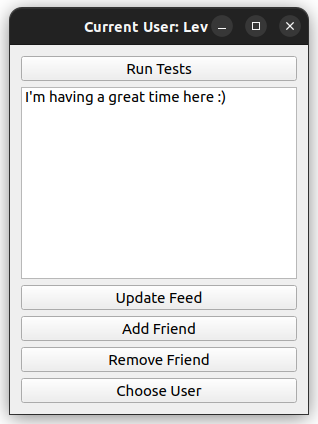 Current User: Lev
Run Tests
I'm having a great time here :)
Update Feed
Add Friend
Remove Friend
Choose User